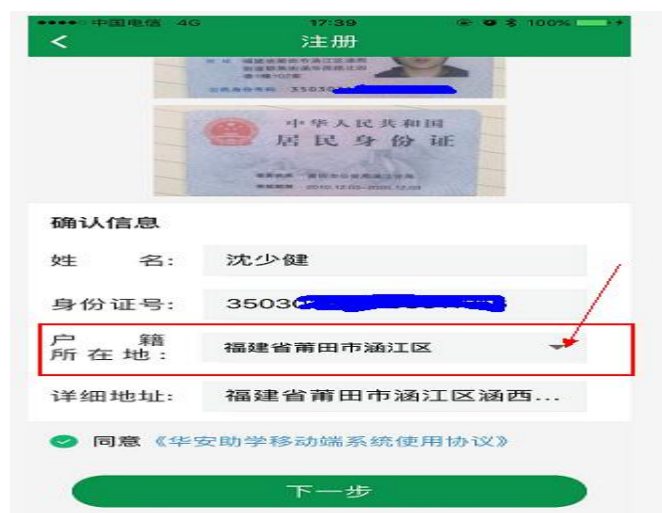 中国电信 4G 17:39 100%
注册
35030
中华人民共和国
居民身份证
确认信息
姓 名: 沈少健
身份证号: 35030
户 籍
所 在 地: 福建省莆田市涵江区
详细地址: 福建省莆田市涵江区涵西...
同意《华安助学移动端系统使用协议》
下一步